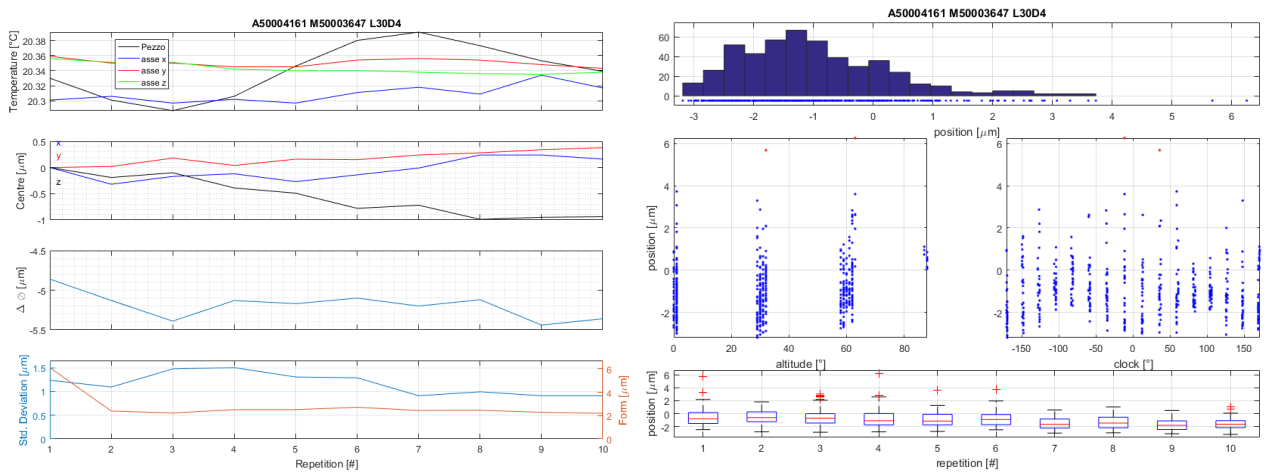 A50004161 M50003647 L30D4
Temperature [°C]
20.38
20.36
20.34
20.3
Pezzo
asse x
asse y
asse z
Centre [μm]
0.5
0
-0.5
-1
x
y
z
Δ ∅ [μm]
-4.5
-5
-5.5
Std. Deviation [μm]
1.5
1
0.5
0
Form [μm]
6
4
2
0
1 2 3 4 5 6 7 8 9 10
Repetition [#]
A50004161 M50003647 L30D4
60
40
20
0
-3 -2 -1 0 1 2 3 4 5 6
position [μm]
position [μm]
6
4
2
0
-2
0 20 40 60 80
altitude [°]
6
4
2
0
-2
-150 -100 -50 0 50 100 150
clock [°]
position [μm]
6
4
2
0
-2
1 2 3 4 5 6 7 8 9 10
repetition [#]